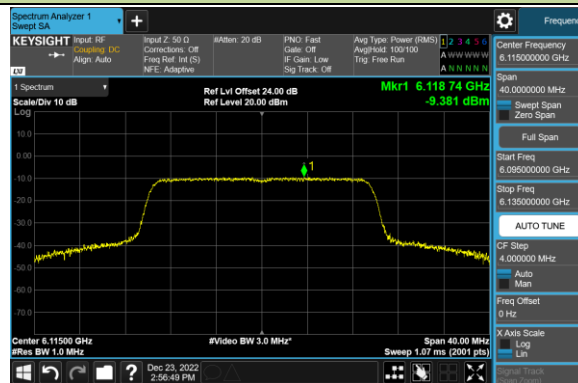 Spectrum Analyzer 1
Swept SA
Frequen
KEYSIGHT
Input: RF
Coupling: DC
Align: Auto
Input Z: 50 Ω
Corrections: Off
Freq Ref: Int (S)
NFE: Adaptive
#Atten: 20 dB
PNO: Fast
Gate: Off
IF Gain: Low
Sig Track: Off
Avg Type: Power (RMS)
Avg|Hold: 100/100
Trig: Free Run
1 2 3 4 5 6
A W W W W W
A N N N N N
LXI
1 Spectrum
Scale/Div 10 dB
Log
Ref Lvl Offset 24.00 dB
Ref Level 20.00 dBm
Mkr1 6.118 74 GHz
-9.381 dBm
10.0
0.00
-10.0
-20.0
-30.0
-40.0
-50.0
-60.0
-70.0
1
Center 6.11500 GHz
#Res BW 1.0 MHz
#Video BW 3.0 MHz*
Span 40.00 MHz
Sweep 1.07 ms (2001 pts)
Dec 23, 2022
2:56:49 PM
Center Frequency
6.115000000 GHz
Span
40.0000000 MHz
Swept Span
Zero Span
Full Span
Start Freq
6.095000000 GHz
Stop Freq
6.135000000 GHz
AUTO TUNE
CF Step
4.000000 MHz
Auto
Man
Freq Offset
0 Hz
X Axis Scale
Log
Lin
Signal Track